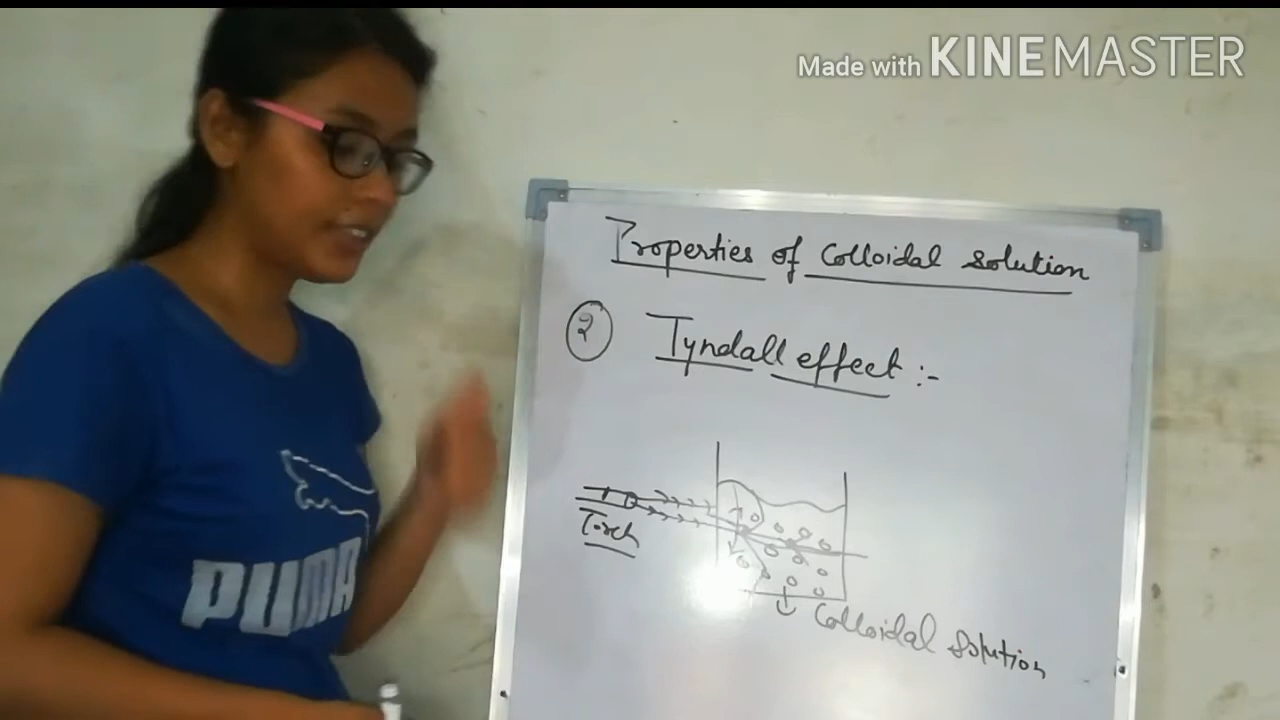 Made with KINEMASTER
Properties of Colloidal Solution
2 Tyndall effect :-
Torch
Colloidal Solution
PUMA